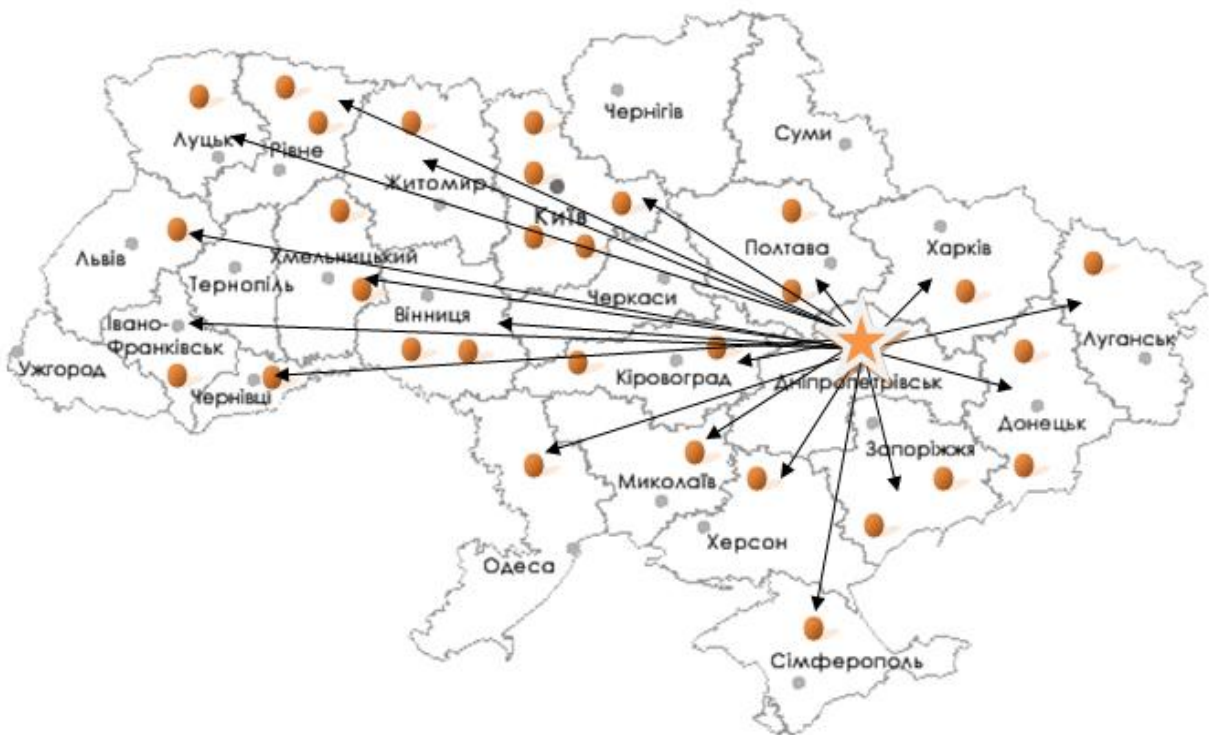 Чернігів
Суми
Луцьк
Рівне
Житомир
Київ
Полтава
Харків
Львів
Тернопіль
Хмельницький
Черкаси
Вінниця
Івано-
Франківськ
Луганськ
Ужгород
Чернівці
Кіровоград
Дніпропетрівськ
Донецьк
Запоріжжя
Миколаїв
Херсон
Одеса
Сімферополь